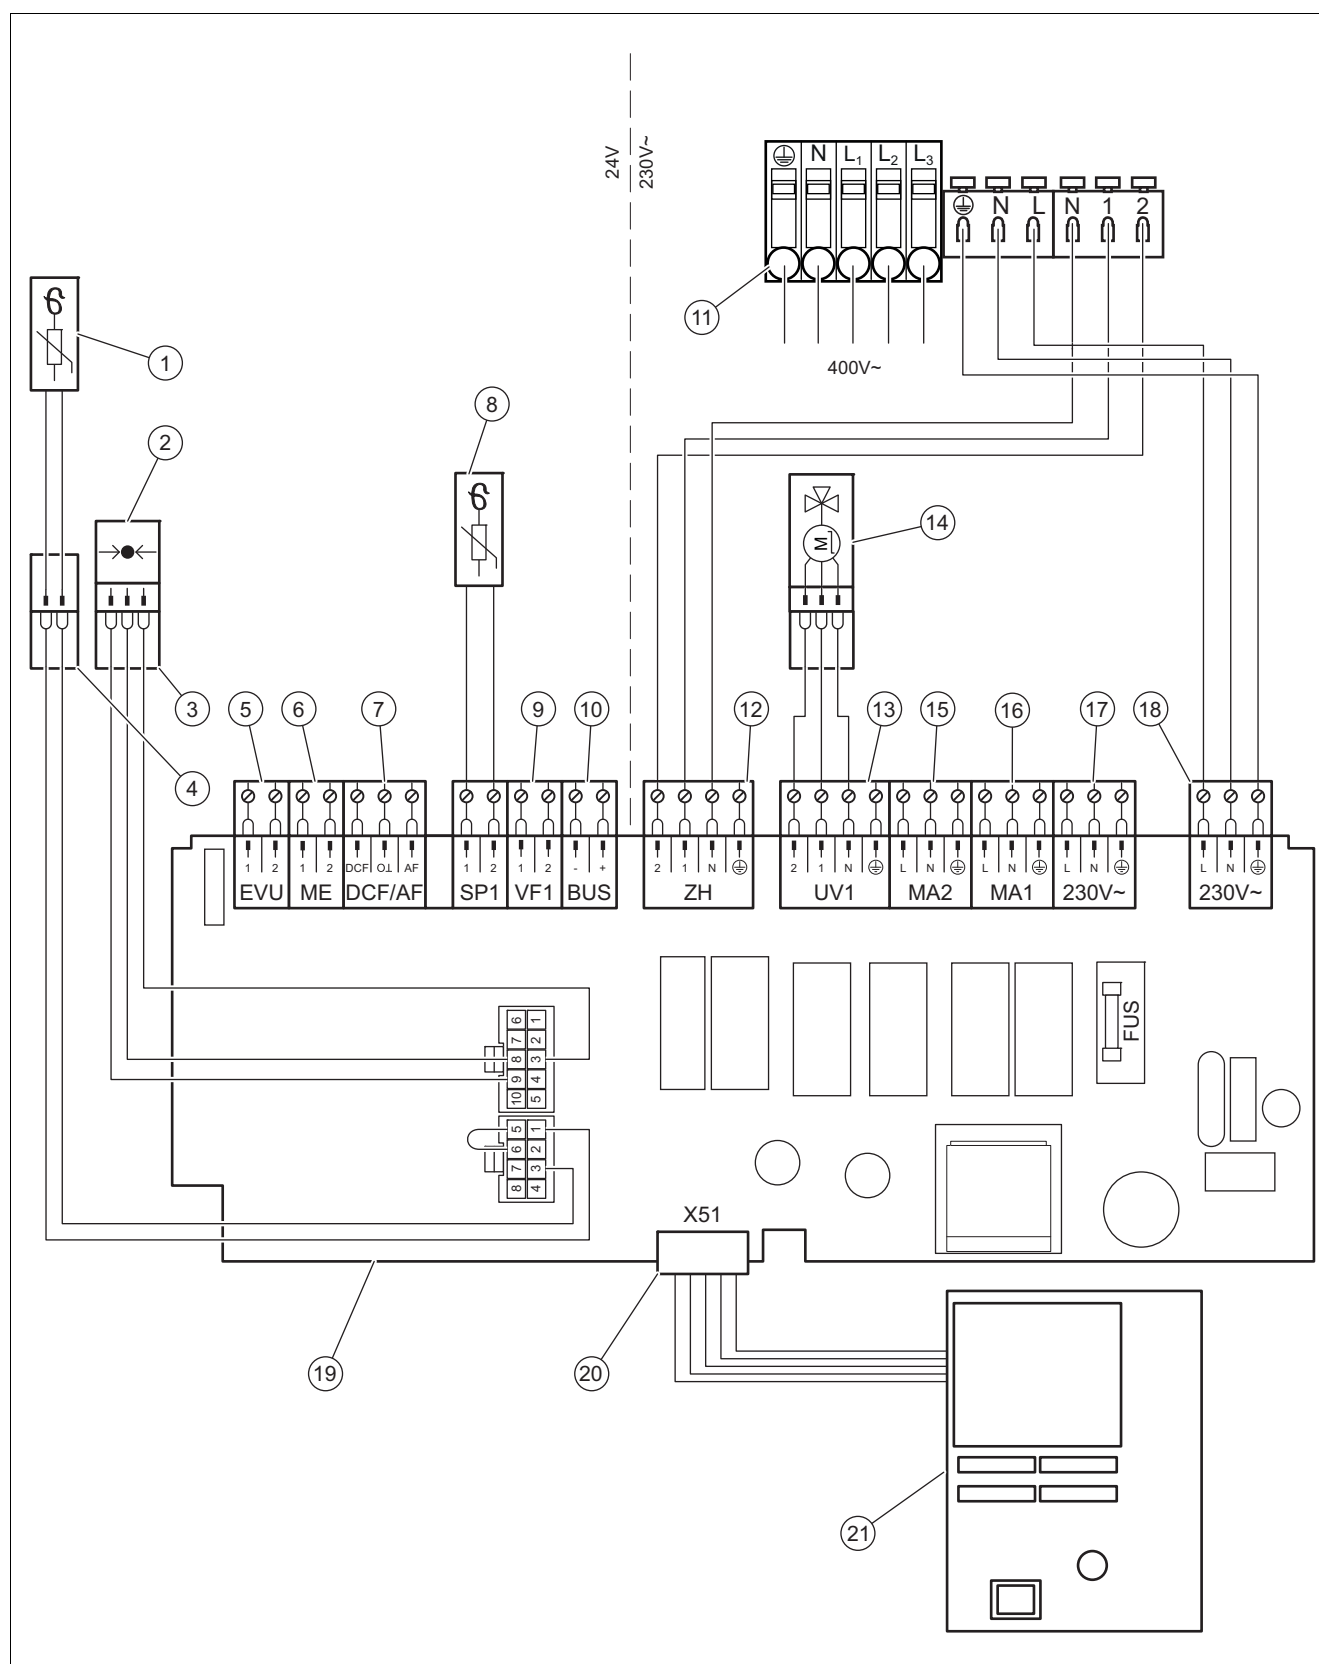 24V
230V~
N L1 L2 L3
N L N 1 2
11
400V~
1
8
2
14
M
3
4
5 6 7 9 10 12 13 15 16 17 18
1 2 1 2 DCF O⊥ AF 1 2 1 2 - + 2 1 N 2 1 N L N L N L N L N
EVU ME DCF/AF SP1 VF1 BUS ZH UV1 MA2 MA1 230V~ 230V~
FUS
6 1
7 2
8 3
9 4
10 5
5 1
6 2
7 3
8 4
X51
19
20
21